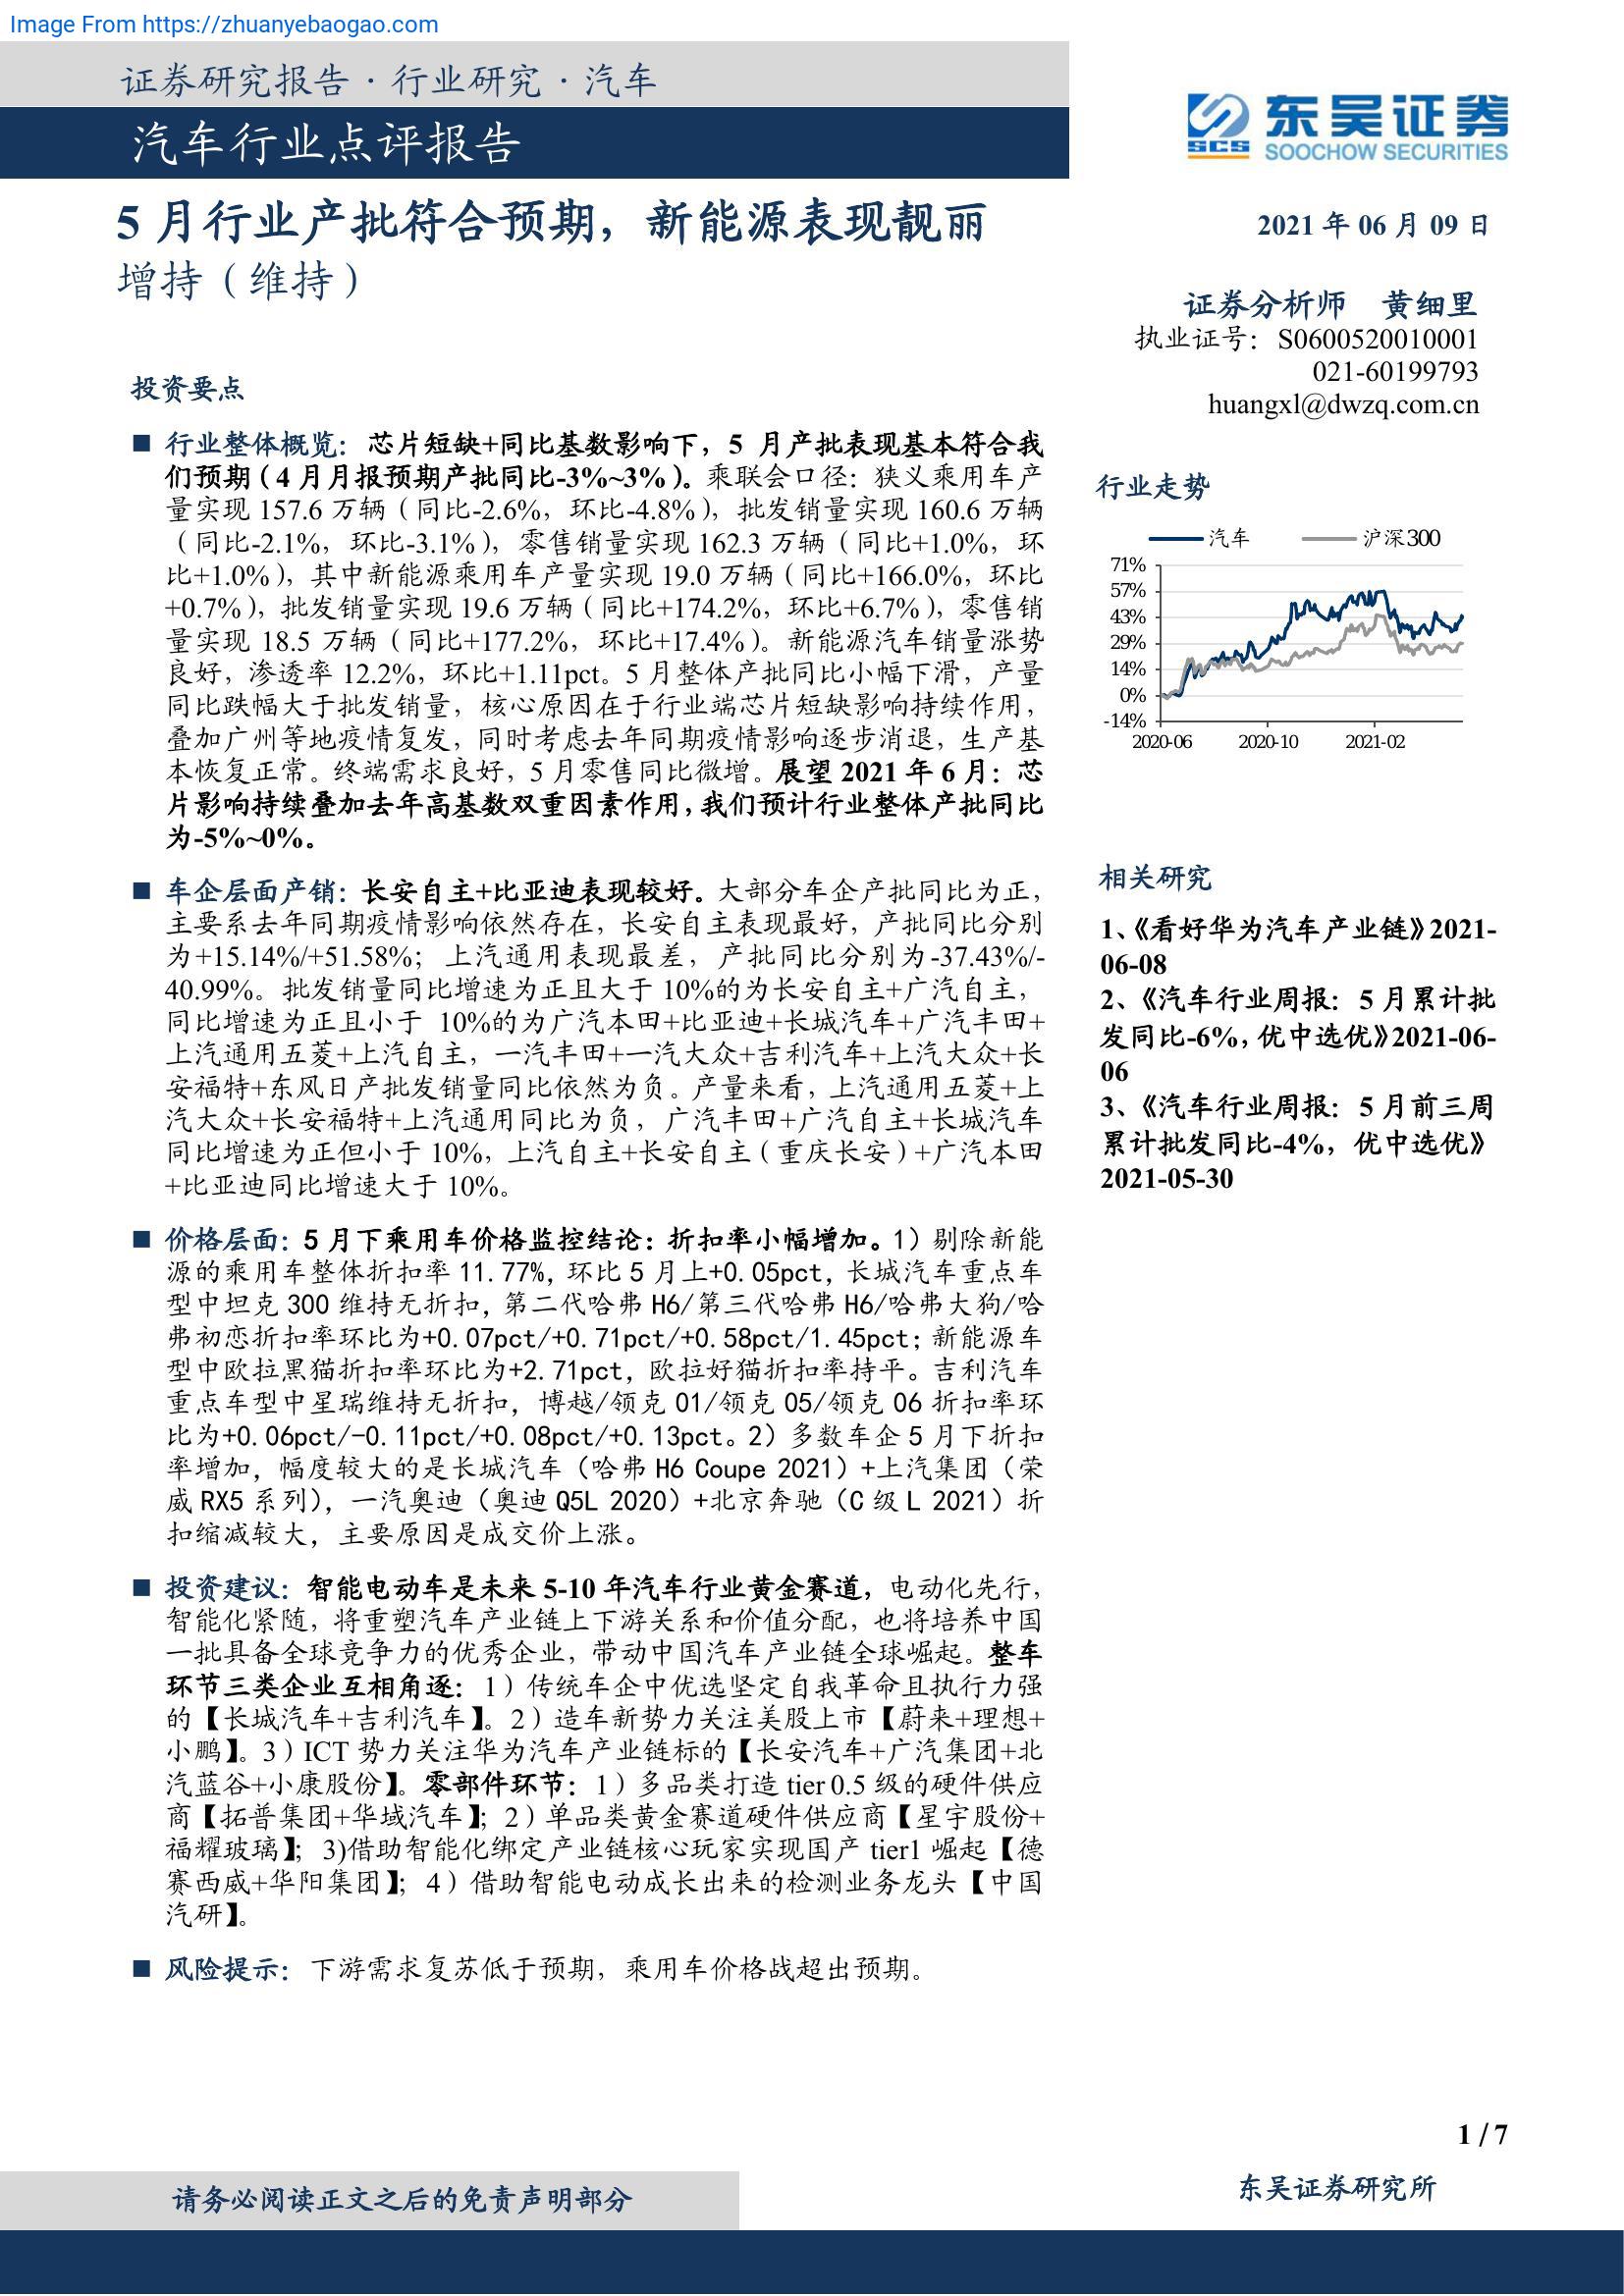 Image From https://zhuanyebaogao.com
证券研究报告·行业研究·汽车
汽车行业点评报告
东吴证券
SCS
SOOCHOW SECURITIES
5 月行业产批符合预期，新能源表现靓丽
增持（维持）
2021 年 06 月 09 日
证券分析师 黄细里
执业证号：S0600520010001
021-60199793
huangxl@dwzq.com.cn
投资要点
■ 行业整体概览：芯片短缺+同比基数影响下，5 月产批表现基本符合我
们预期（4 月月报预期产批同比-3%~3%）。乘联会口径：狭义乘用车产
量实现 157.6 万辆（同比-2.6%，环比-4.8%），批发销量实现 160.6 万辆
（同比-2.1%，环比-3.1%），零售销量实现 162.3 万辆（同比+1.0%，环
比+1.0%），其中新能源乘用车产量实现 19.0 万辆（同比+166.0%，环比
+0.7%），批发销量实现 19.6 万辆（同比+174.2%，环比+6.7%），零售销
量实现 18.5 万辆（同比+177.2%，环比+17.4%）。新能源汽车销量涨势
良好，渗透率 12.2%，环比+1.11pct。5 月整体产批同比小幅下滑，产量
同比跌幅大于批发销量，核心原因在于行业端芯片短缺影响持续作用，
叠加广州等地疫情复发，同时考虑去年同期疫情影响逐步消退，生产基
本恢复正常。终端需求良好，5 月零售同比微增。展望 2021 年 6 月：芯
片影响持续叠加去年高基数双重因素作用，我们预计行业整体产批同比
为-5%~0%。
■ 车企层面产销：长安自主+比亚迪表现较好。大部分车企产批同比为正，
主要系去年同期疫情影响依然存在，长安自主表现最好，产批同比分别
为+15.14%/+51.58%；上汽通用表现最差，产批同比分别为-37.43%/-
40.99%。批发销量同比增速为正且大于 10%的为长安自主+广汽自主，
同比增速为正且小于 10%的为广汽本田+比亚迪+长城汽车+广汽丰田+
上汽通用五菱+上汽自主，一汽丰田+一汽大众+吉利汽车+上汽大众+长
安福特+东风日产批发销量同比依然为负。产量来看，上汽通用五菱+上
汽大众+长安福特+上汽通用同比为负，广汽丰田+广汽自主+长城汽车
同比增速为正但小于 10%，上汽自主+长安自主（重庆长安）+广汽本田
+比亚迪同比增速大于 10%。
■ 价格层面：5 月下乘用车价格监控结论：折扣率小幅增加。1）剔除新能
源的乘用车整体折扣率 11.77%，环比 5 月上+0.05pct，长城汽车重点车
型中坦克 300 维持无折扣，第二代哈弗 H6/第三代哈弗 H6/哈弗大狗/哈
弗初恋折扣率环比为+0.07pct/+0.71pct/+0.58pct/1.45pct；新能源车
型中欧拉黑猫折扣率环比为+2.71pct，欧拉好猫折扣率持平。吉利汽车
重点车型中星瑞维持无折扣，博越/领克 01/领克 05/领克 06 折扣率环
比为+0.06pct/-0.11pct/+0.08pct/+0.13pct。2）多数车企 5 月下折扣
率增加，幅度较大的是长城汽车（哈弗 H6 Coupe 2021）+上汽集团（荣
威 RX5 系列），一汽奥迪（奥迪 Q5L 2020）+北京奔驰（C 级 L 2021）折
扣缩减较大，主要原因是成交价上涨。
■ 投资建议：智能电动车是未来 5-10 年汽车行业黄金赛道，电动化先行，
智能化紧随，将重塑汽车产业链上下游关系和价值分配，也将培养中国
一批具备全球竞争力的优秀企业，带动中国汽车产业链全球崛起。整车
环节三类企业互相角逐：1）传统车企中优选坚定自我革命且执行力强
的【长城汽车+吉利汽车】。2）造车新势力关注美股上市【蔚来+理想+
小鹏】。3）ICT 势力关注华为汽车产业链标的【长安汽车+广汽集团+北
汽蓝谷+小康股份】。零部件环节：1）多品类打造 tier 0.5 级的硬件供应
商【拓普集团+华域汽车】；2）单品类黄金赛道硬件供应商【星宇股份+
福耀玻璃】；3)借助智能化绑定产业链核心玩家实现国产 tier1 崛起【德
赛西威+华阳集团】；4）借助智能电动成长出来的检测业务龙头【中国
汽研】。
■ 风险提示：下游需求复苏低于预期，乘用车价格战超出预期。
行业走势
汽车 沪深300
71%
57%
43%
29%
14%
0%
-14%
2020-06 2020-10 2021-02
相关研究
1、《看好华为汽车产业链》2021-
06-08
2、《汽车行业周报： 5 月累计批
发同比-6%，优中选优》2021-06-
06
3、《汽车行业周报： 5 月前三周
累计批发同比-4%，优中选优》
2021-05-30
1 / 7
东吴证券研究所
请务必阅读正文之后的免责声明部分